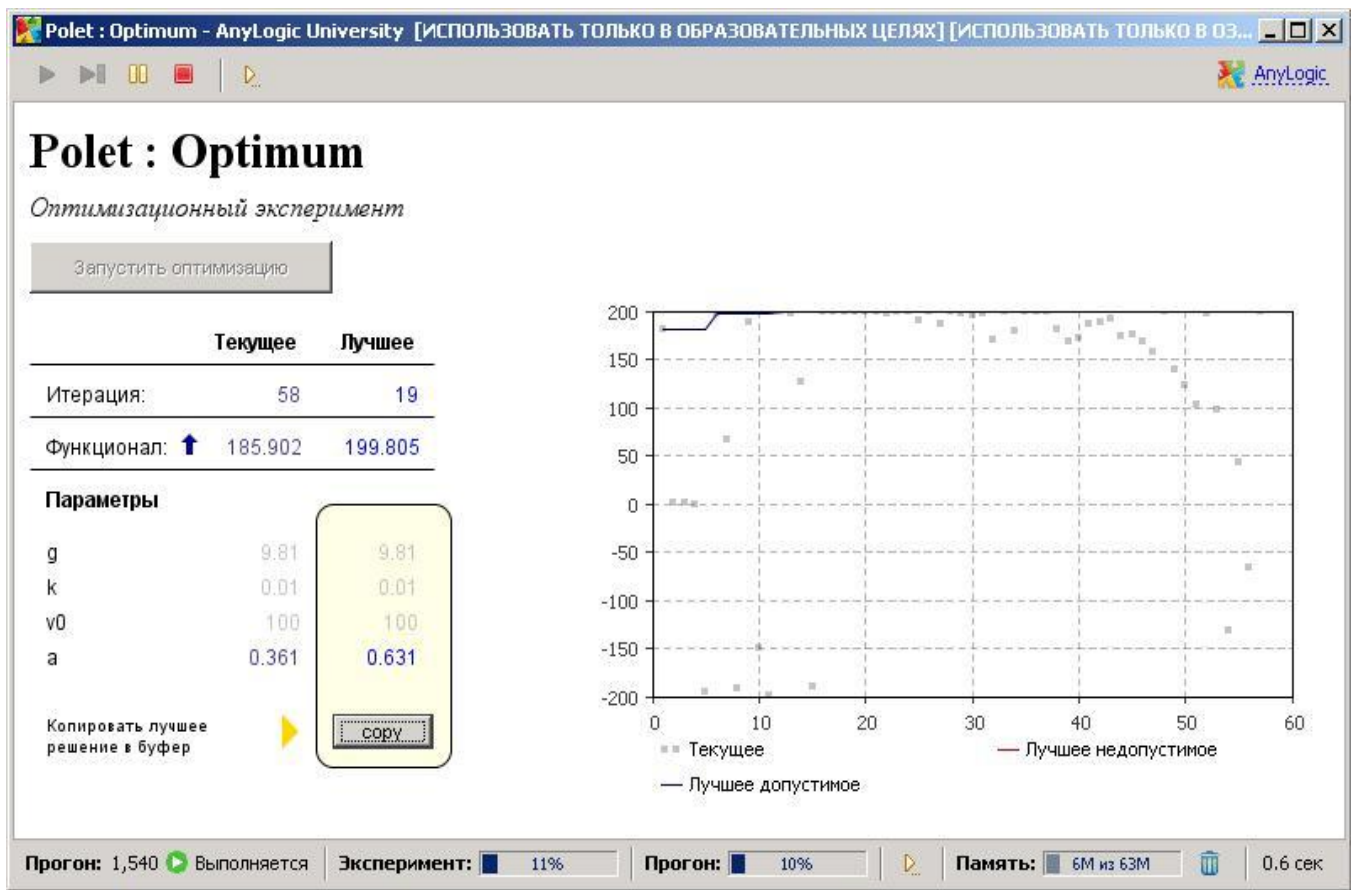 Polet : Optimum - AnyLogic University [ИСПОЛЬЗОВАТЬ ТОЛЬКО В ОБРАЗОВАТЕЛЬНЫХ ЦЕЛЯХ] [ИСПОЛЬЗОВАТЬ ТОЛЬКО В ОЗ...
AnyLogic
Polet : Optimum
Оптимизационный эксперимент
Запустить оптимизацию
Текущее Лучшее
Итерация: 58 19
Функционал: 185.902 199.805
Параметры
g 9.81 9.81
k 0.01 0.01
v0 100 100
a 0.361 0.631
Копировать лучшее
решение в буфер
copy
200
150
100
50
0
-50
-100
-150
-200
0 10 20 30 40 50 60
Текущее Лучшее недопустимое
Лучшее допустимое
Прогон: 1,540 Выполняется Эксперимент: 11% Прогон: 10% Память: 6M из 63M 0.6 сек